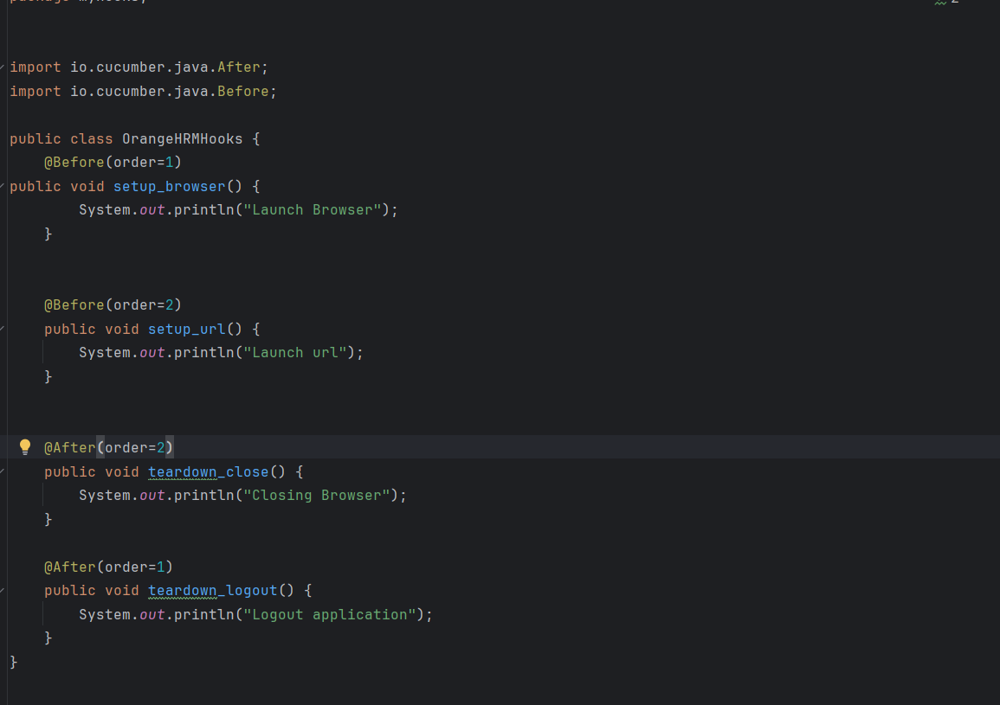 import io.cucumber.java.After;
import io.cucumber.java.Before;
public class OrangeHRMHooks {
@Before(order=1)
public void setup_browser() {
System.out.println("Launch Browser");
}
@Before(order=2)
public void setup_url() {
System.out.println("Launch url");
}
@After(order=2)
public void teardown_close() {
System.out.println("Closing Browser");
}
@After(order=1)
public void teardown_logout() {
System.out.println("Logout application");
}
}